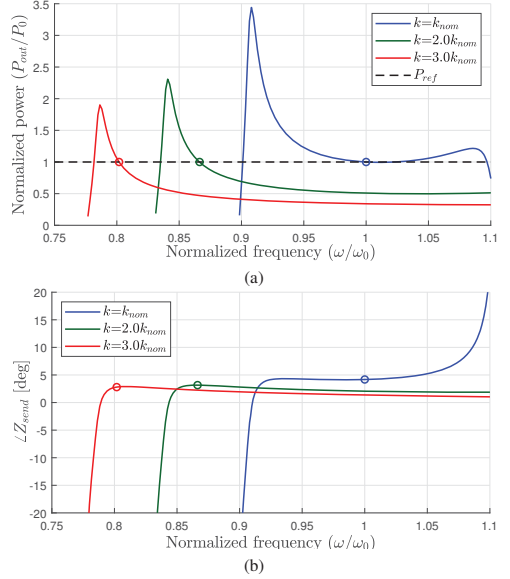 3.5
3
2.5
2
1.5
1
0.5
0
Normalized power (P_out/P_0)
k=k_nom
k=2.0k_nom
k=3.0k_nom
P_ref
0.75 0.8 0.85 0.9 0.95 1 1.05 1.1
Normalized frequency (ω/ω_0)
(a)
20
15
10
5
0
-5
-10
-15
-20
∠Z_send [deg]
k=k_nom
k=2.0k_nom
k=3.0k_nom
0.75 0.8 0.85 0.9 0.95 1 1.05 1.1
Normalized frequency (ω/ω_0)
(b)